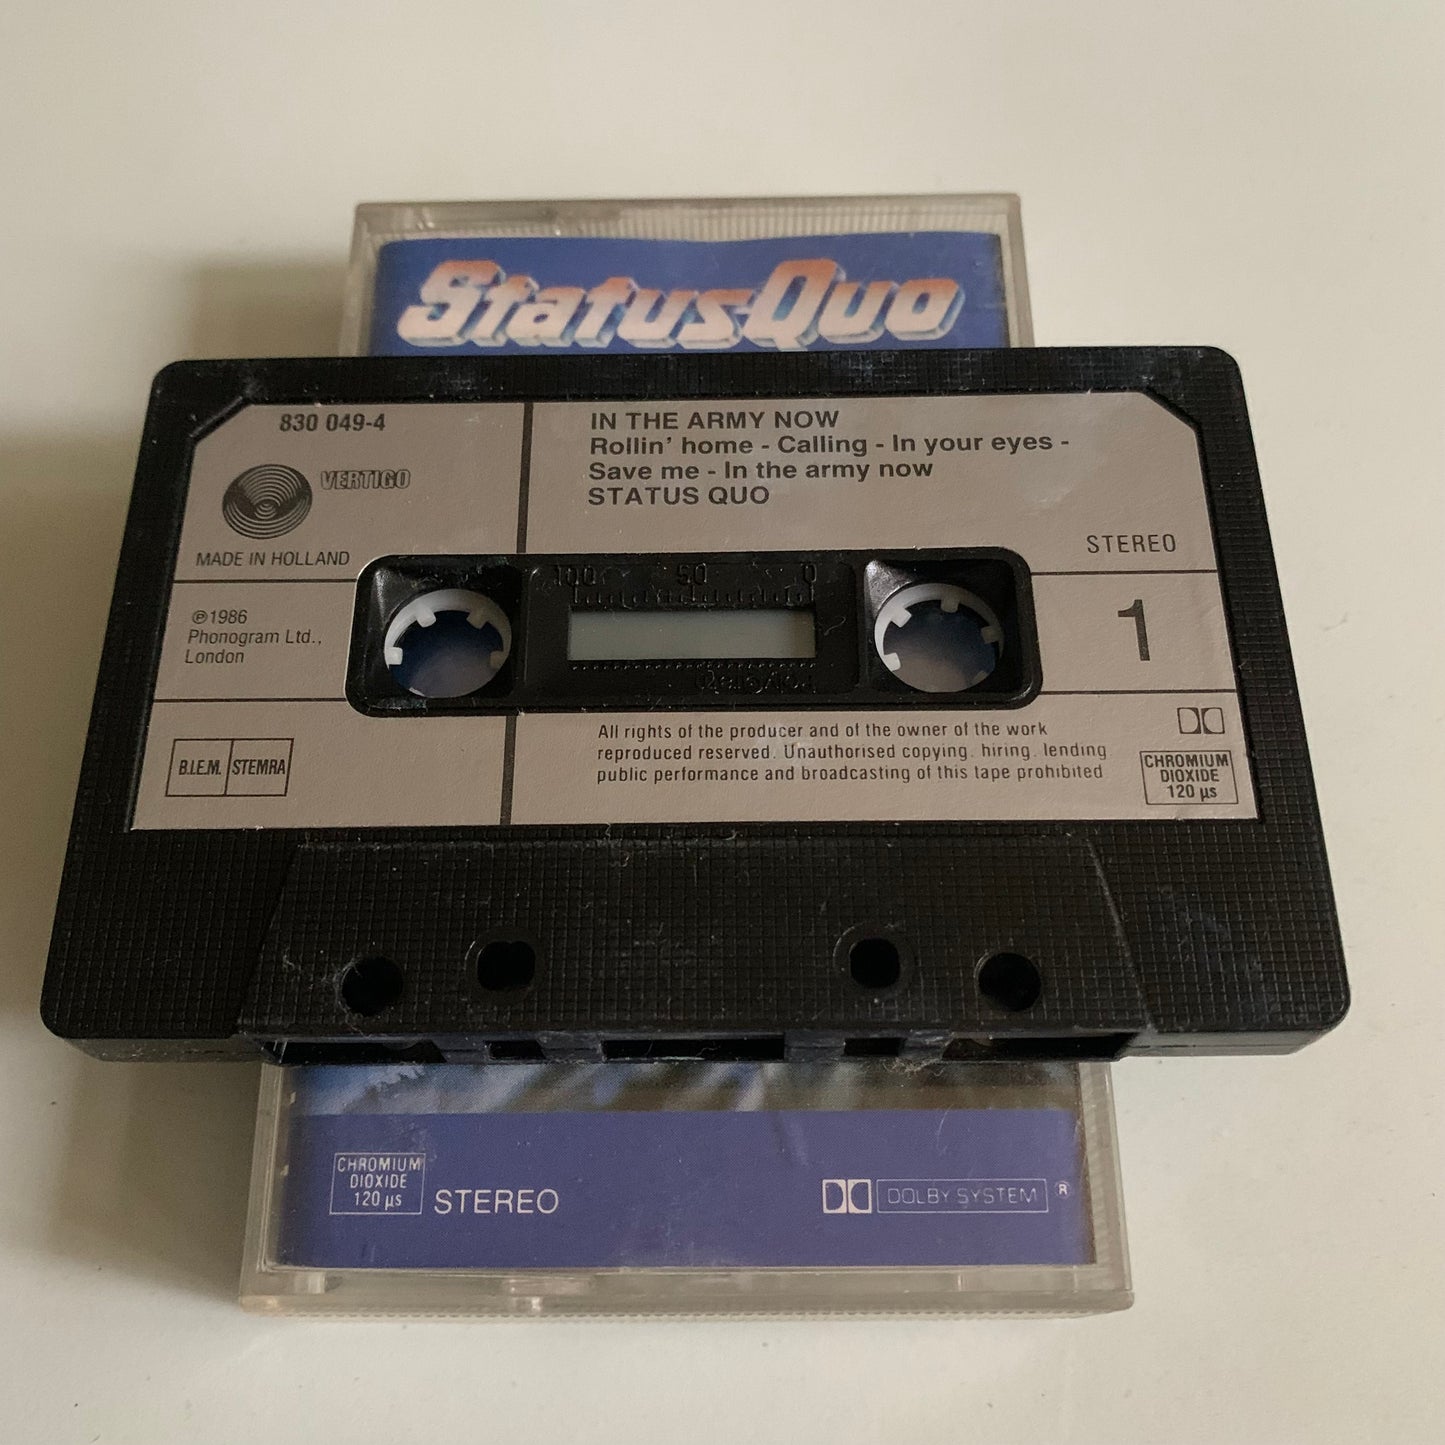 Status Quo
830 049-4
VERTIGO
MADE IN HOLLAND
IN THE ARMY NOW
Rollin' home - Calling - In your eyes -
Save me - In the army now
STATUS QUO
STEREO
100 50 0
℗1986
Phonogram Ltd.,
London
1
B.I.E.M. STEMRA
All rights of the producer and of the owner of the work
reproduced reserved. Unauthorised copying. hiring. lending
public performance and broadcasting of this tape prohibited
CHROMIUM
DIOXIDE
120 µs
CHROMIUM
DIOXIDE
120 µs
STEREO
DOLBY SYSTEM ®